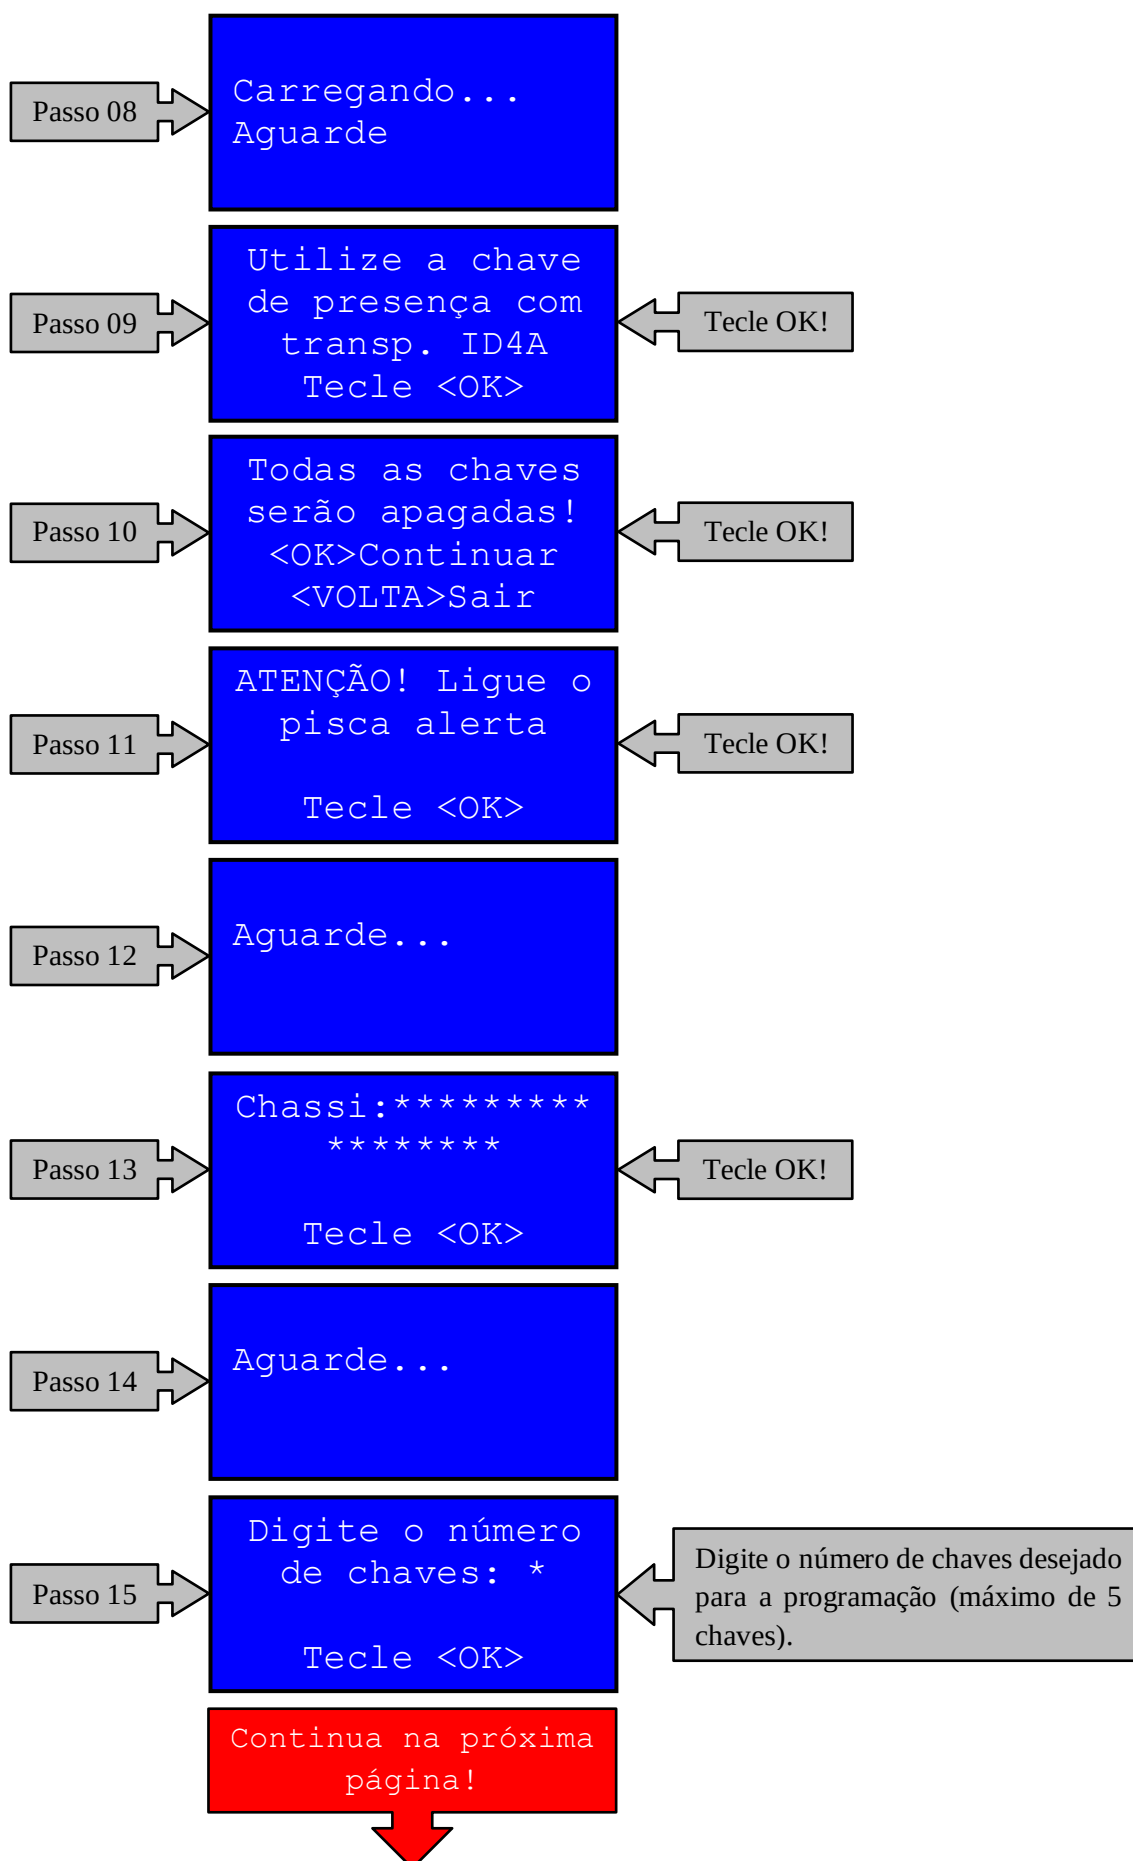 Passo 08
Carregando...
Aguarde
Passo 09
Utilize a chave
de presença com
transp. ID4A
Tecle <OK>
Tecle OK!
Passo 10
Todas as chaves
serão apagadas!
<OK>Continuar
<VOLTA>Sair
Tecle OK!
Passo 11
ATENÇÃO! Ligue o
pisca alerta
Tecle <OK>
Tecle OK!
Passo 12
Aguarde...
Passo 13
Chassi:*********
********
Tecle <OK>
Tecle OK!
Passo 14
Aguarde...
Passo 15
Digite o número
de chaves: *
Tecle <OK>
Digite o número de chaves desejado
para a programação (máximo de 5
chaves).
Continua na próxima
página!